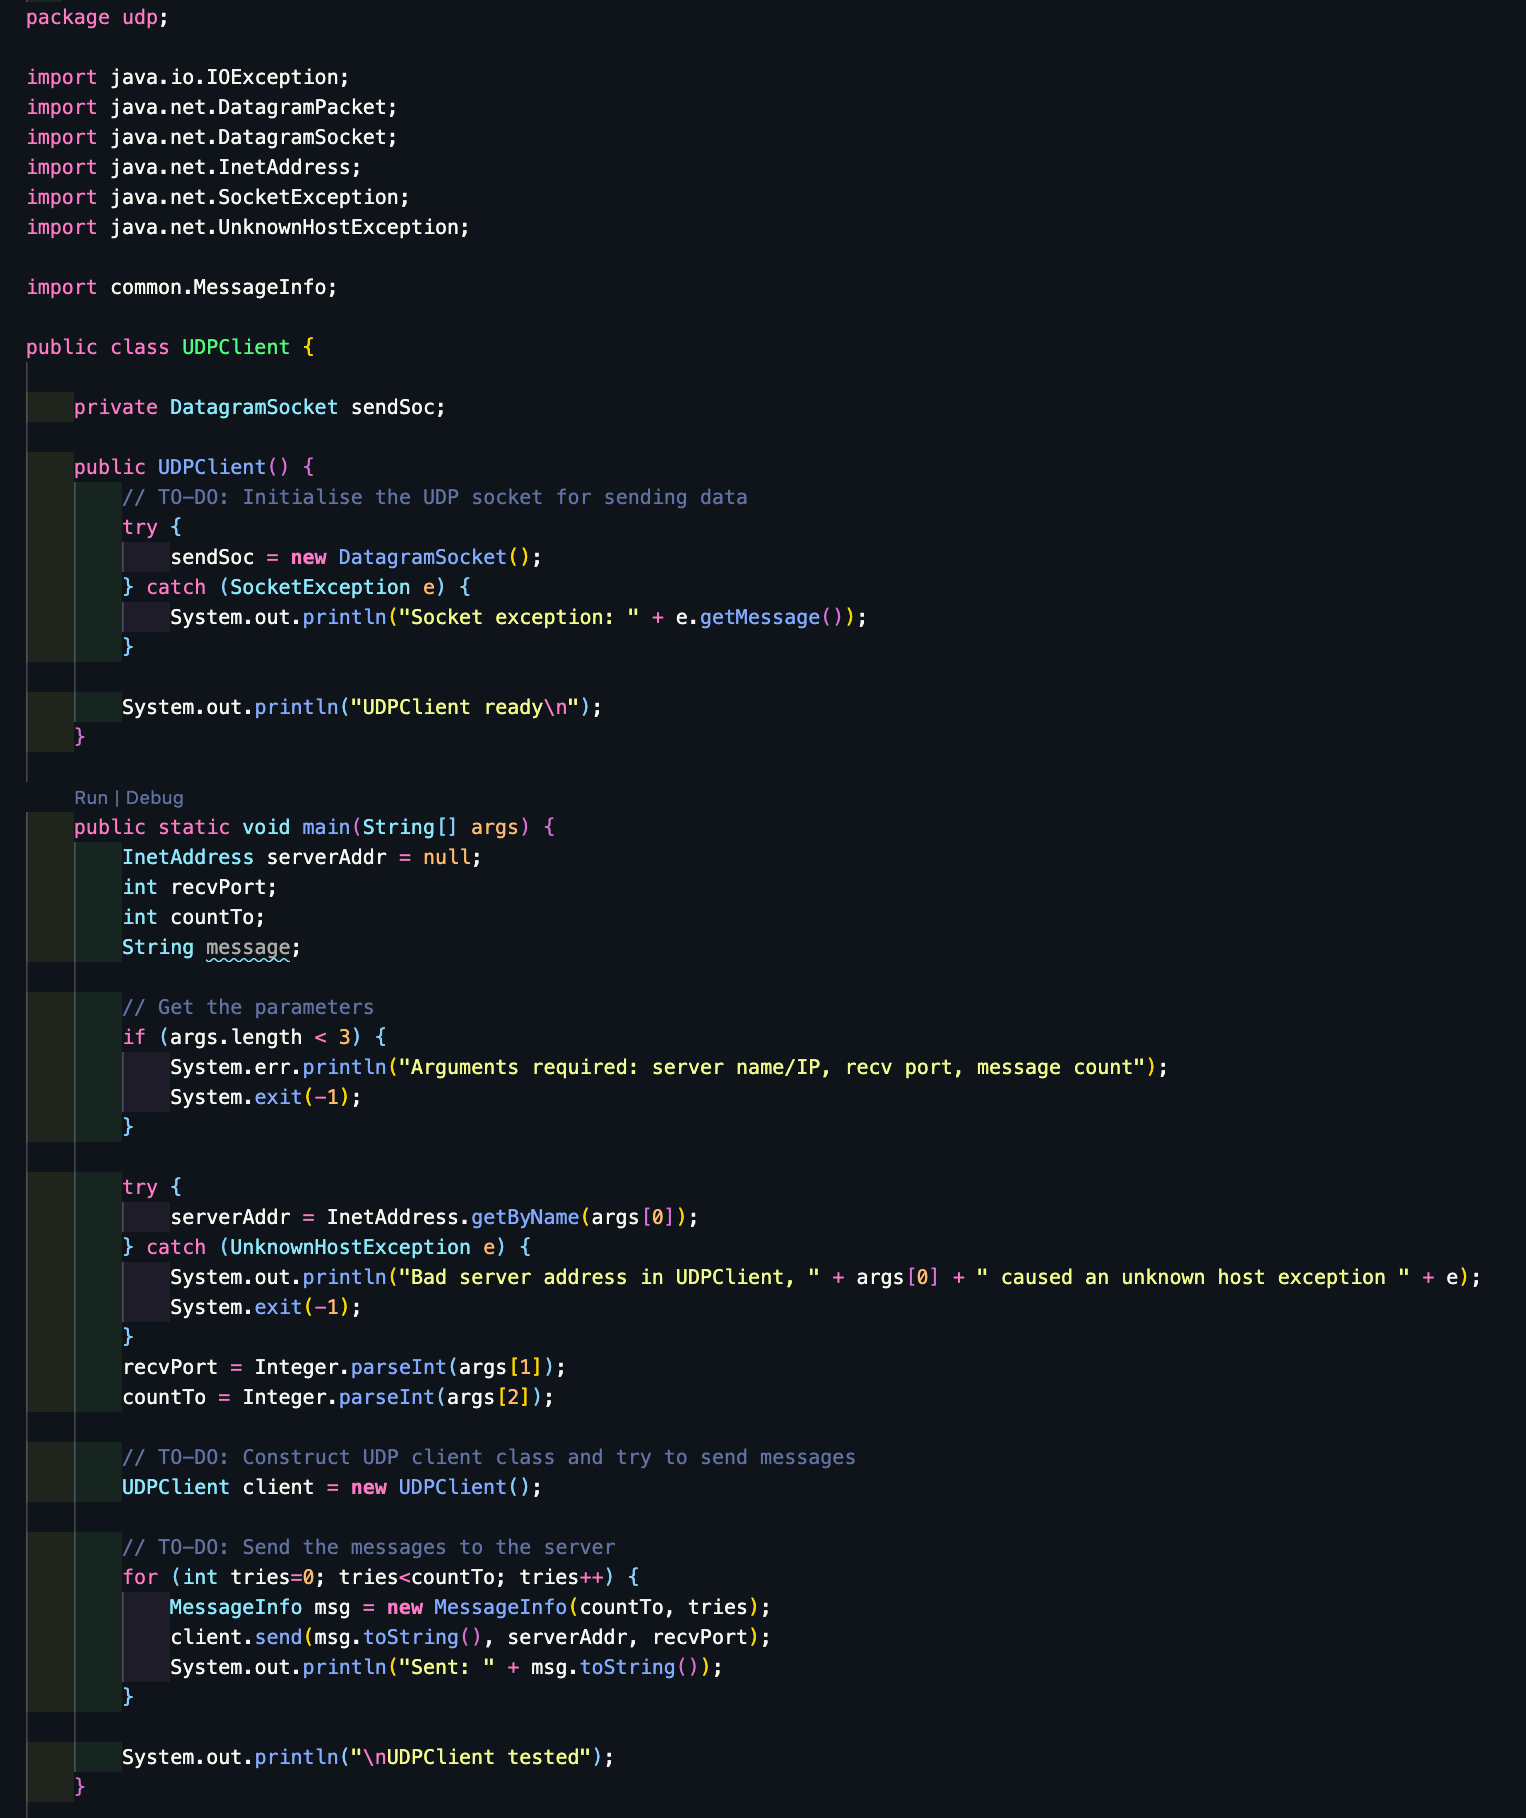 package udp;
import java.io.IOException;
import java.net.DatagramPacket;
import java.net.DatagramSocket;
import java.net.InetAddress;
import java.net.SocketException;
import java.net.UnknownHostException;
import common.MessageInfo;
public class UDPClient {
private DatagramSocket sendSoc;
public UDPClient() {
// TO-DO: Initialise the UDP socket for sending data
try {
sendSoc = new DatagramSocket();
} catch (SocketException e) {
System.out.println("Socket exception: " + e.getMessage());
}
System.out.println("UDPClient ready\n");
}
Run | Debug
public static void main(String[] args) {
InetAddress serverAddr = null;
int recvPort;
int countTo;
String message;
// Get the parameters
if (args.length < 3) {
System.err.println("Arguments required: server name/IP, recv port, message count");
System.exit(-1);
}
try {
serverAddr = InetAddress.getByName(args[0]);
} catch (UnknownHostException e) {
System.out.println("Bad server address in UDPClient, " + args[0] + " caused an unknown host exception " + e);
System.exit(-1);
}
recvPort = Integer.parseInt(args[1]);
countTo = Integer.parseInt(args[2]);
// TO-DO: Construct UDP client class and try to send messages
UDPClient client = new UDPClient();
// TO-DO: Send the messages to the server
for (int tries=0; tries<countTo; tries++) {
MessageInfo msg = new MessageInfo(countTo, tries);
client.send(msg.toString(), serverAddr, recvPort);
System.out.println("Sent: " + msg.toString());
}
System.out.println("\nUDPClient tested");
}